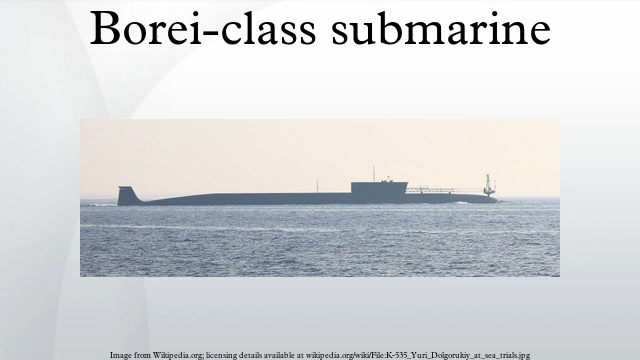 Borei-class submarine
Image from Wikipedia.org; licensing details available at wikipedia.org/wiki/File:K-535_Yuri_Dolgorukiy_at_sea_trials.jpg